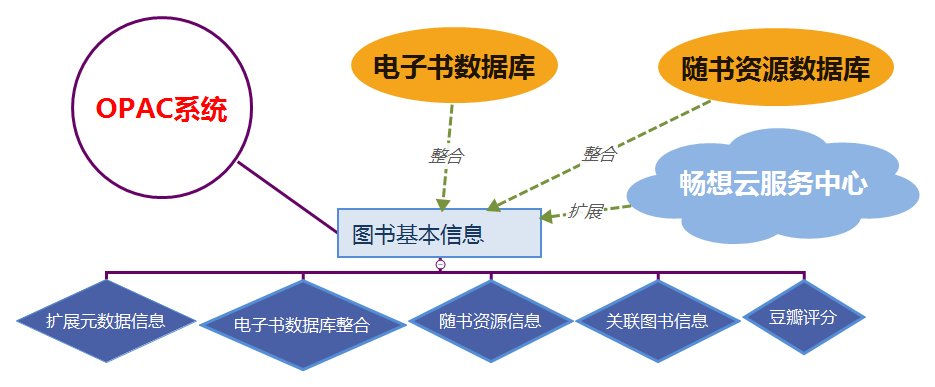 电子书数据库
随书资源数据库
OPAC系统
整合
整合
畅想云服务中心
扩展
图书基本信息
扩展元数据信息
电子书数据库整合
随书资源信息
关联图书信息
豆瓣评分